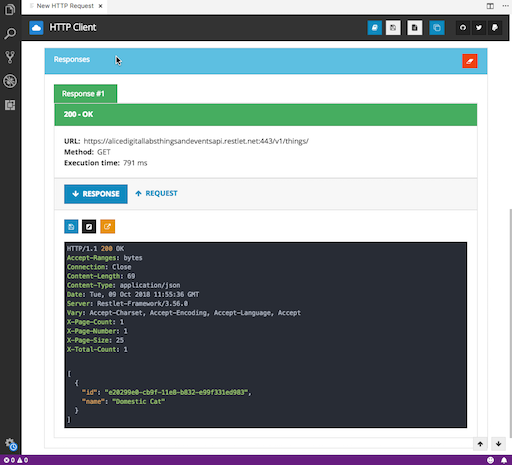 New HTTP Request
HTTP Client
Responses
Response #1
200 - OK
URL: https://alicedigitallabsthingsandeventsapi.restlet.net:443/v1/things/
Method: GET
Execution time: 791 ms
RESPONSE
REQUEST
HTTP/1.1 200 OK
Accept-Ranges: bytes
Connection: Close
Content-Length: 69
Content-Type: application/json
Date: Tue, 09 Oct 2018 11:55:36 GMT
Server: Restlet-Framework/3.56.0
Vary: Accept-Charset, Accept-Encoding, Accept-Language, Accept
X-Page-Count: 1
X-Page-Number: 1
X-Page-Size: 25
X-Total-Count: 1
[
{
"id": "e20299e0-cb9f-11e8-b832-e99f331ed983",
"name": "Domestic Cat"
}
]
0 0